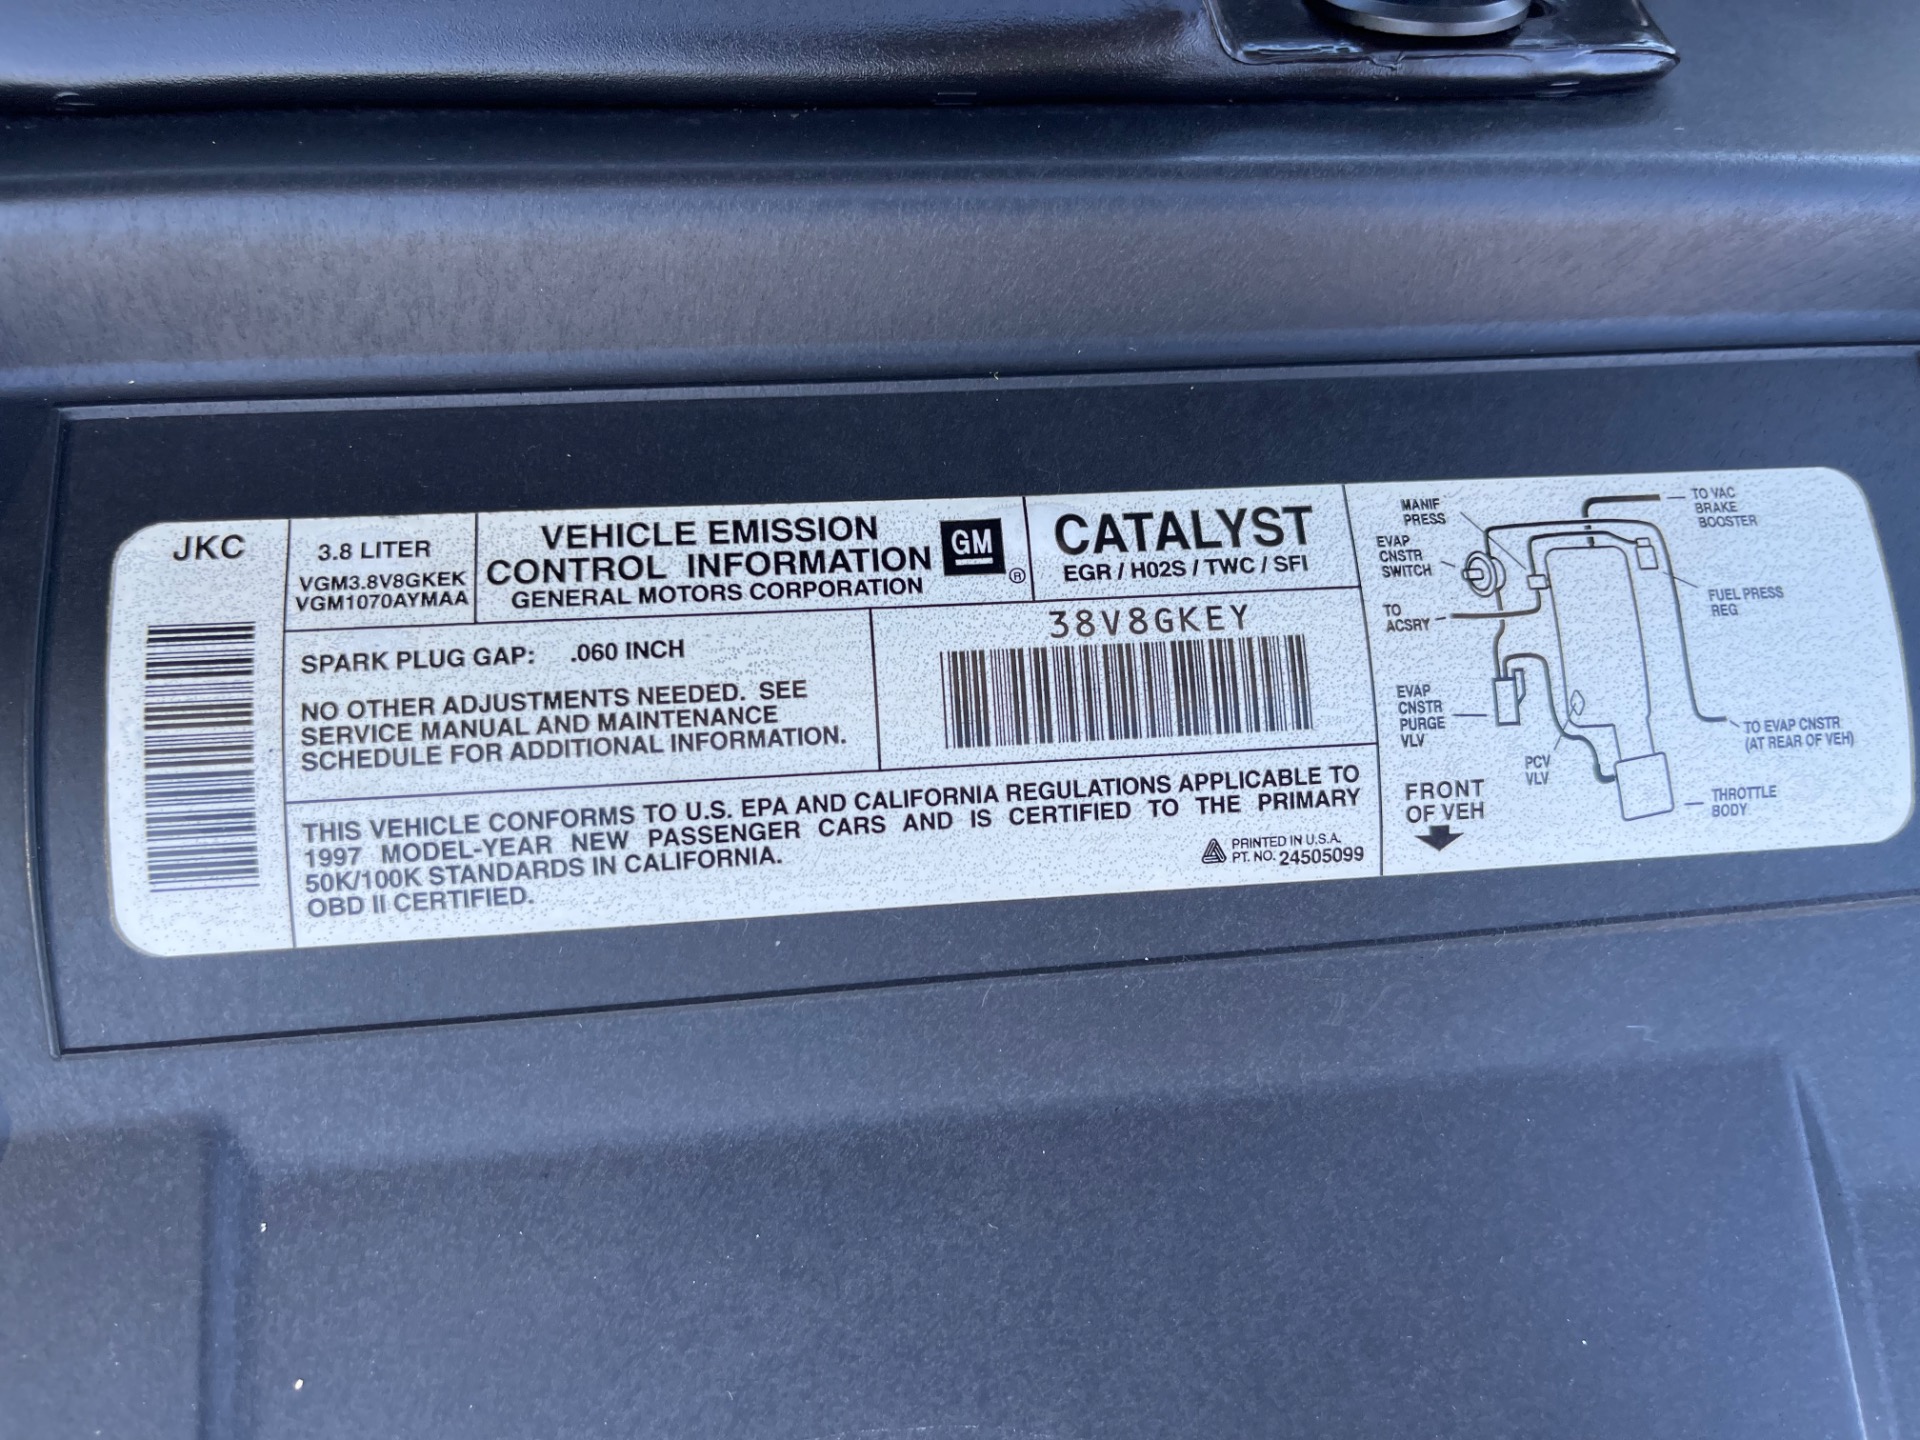 JKC
3.8 LITER
VGM3.8V8GKEK
VGM1070AYMAA
VEHICLE EMISSION
CONTROL INFORMATION
GENERAL MOTORS CORPORATION
GM
®
CATALYST
EGR / H02S / TWC / SFI
SPARK PLUG GAP: .060 INCH
NO OTHER ADJUSTMENTS NEEDED. SEE
SERVICE MANUAL AND MAINTENANCE
SCHEDULE FOR ADDITIONAL INFORMATION.
38V8GKEY
THIS VEHICLE CONFORMS TO U.S. EPA AND CALIFORNIA REGULATIONS APPLICABLE TO
1997 MODEL-YEAR NEW PASSENGER CARS AND IS CERTIFIED TO THE PRIMARY
50K/100K STANDARDS IN CALIFORNIA.
OBD II CERTIFIED.
PRINTED IN U.S.A.
PT. NO. 24505099
MANIF
PRESS
TO VAC
BRAKE
BOOSTER
EVAP
CNSTR
SWITCH
FUEL PRESS
REG
TO
ACSRY
EVAP
CNSTR
PURGE
VLV
TO EVAP CNSTR
(AT REAR OF VEH)
PCV
VLV
THROTTLE
BODY
FRONT
OF VEH